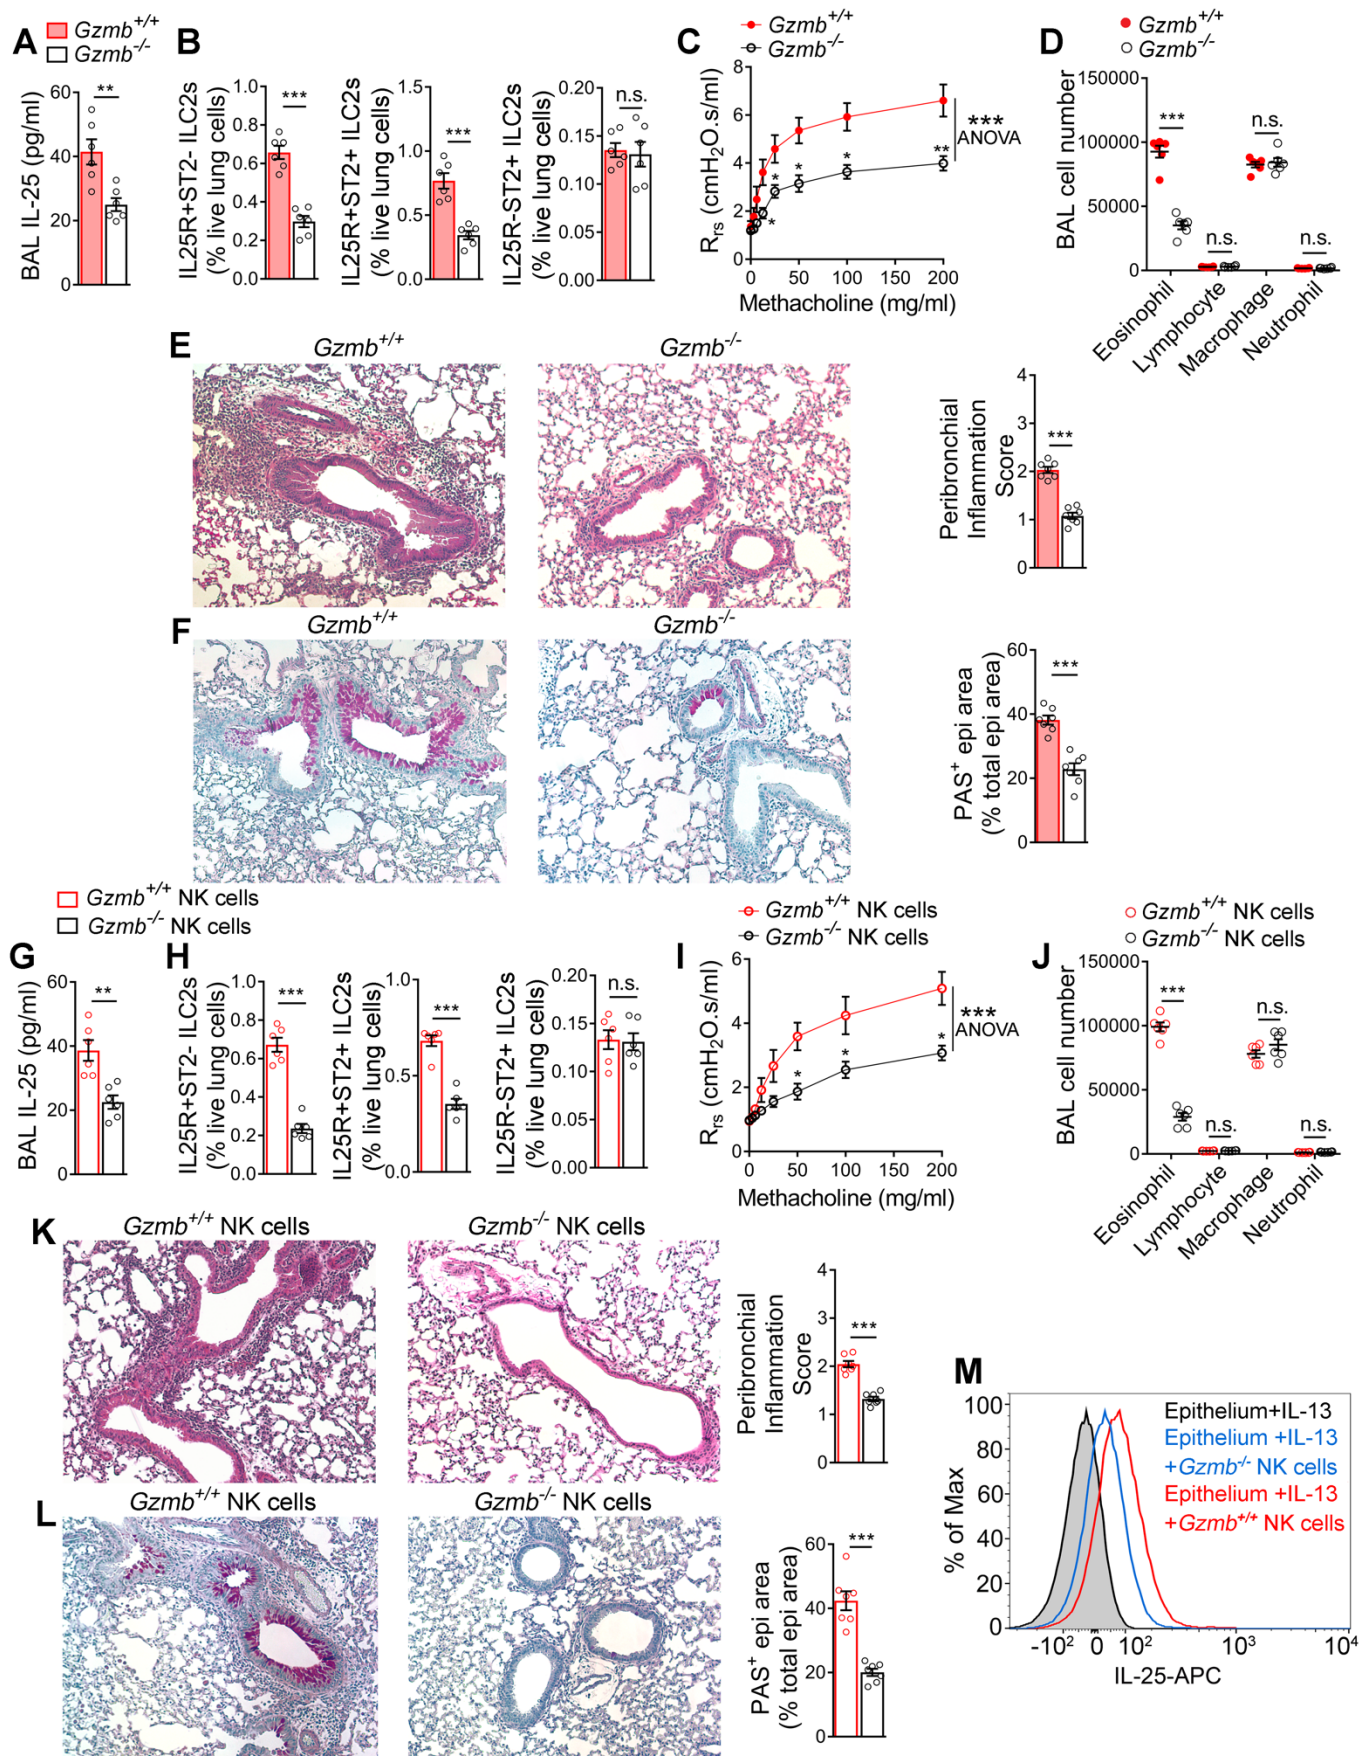 A
Gzmb+/+
Gzmb-/-
BAL IL-25 (pg/ml)
60
40
20
0
**
B
IL25R+ST2- ILC2s
(% live lung cells)
1.0
0.8
0.6
0.4
0.2
0
***
IL25R+ST2+ ILC2s
(% live lung cells)
1.5
1.0
0.5
0.0
***
IL25R-ST2+ ILC2s
(% live lung cells)
0.20
0.15
0.10
0.05
0.00
n.s.
C
Gzmb+/+
Gzmb-/-
Rrs (cmH2O.s/ml)
8
6
4
2
0
0 50 100 150 200
Methacholine (mg/ml)
* * * * **
***
ANOVA
D
Gzmb+/+
Gzmb-/-
BAL cell number
150000
100000
50000
0
***
n.s.
n.s.
n.s.
Eosinophil
Lymphocyte
Macrophage
Neutrophil
E
Gzmb+/+
Gzmb-/-
Peribronchial
Inflammation
Score
4
3
2
1
0
***
F
Gzmb+/+
Gzmb-/-
PAS+ epi area
(% total epi area)
60
40
20
0
***
Gzmb+/+ NK cells
Gzmb-/- NK cells
G
BAL IL-25 (pg/ml)
60
40
20
0
**
H
IL25R+ST2- ILC2s
(% live lung cells)
1.0
0.8
0.6
0.4
0.2
0.0
***
IL25R+ST2+ ILC2s
(% live lung cells)
1.0
0.5
0.0
***
IL25R-ST2+ ILC2s
(% live lung cells)
0.20
0.15
0.10
0.05
0.00
n.s.
I
Gzmb+/+ NK cells
Gzmb-/- NK cells
Rrs (cmH2O.s/ml)
6
4
2
0
0 50 100 150 200
Methacholine (mg/ml)
* * *
***
ANOVA
J
Gzmb+/+ NK cells
Gzmb-/- NK cells
BAL cell number
150000
100000
50000
0
***
n.s.
n.s.
n.s.
Eosinophil
Lymphocyte
Macrophage
Neutrophil
K
Gzmb+/+ NK cells
Gzmb-/- NK cells
Peribronchial
Inflammation
Score
4
3
2
1
0
***
L
Gzmb+/+ NK cells
Gzmb-/- NK cells
PAS+ epi area
(% total epi area)
60
40
20
0
***
M
% of Max
100
80
60
40
20
0
Epithelium+IL-13
Epithelium +IL-13
+Gzmb-/- NK cells
Epithelium +IL-13
+Gzmb+/+ NK cells
-10^2 0 10^2 10^3 10^4
IL-25-APC